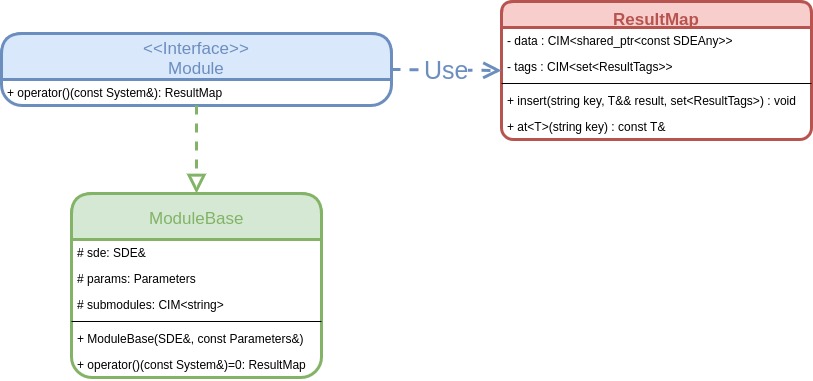 <<Interface>>
Module
+ operator()(const System&): ResultMap
Use
ResultMap
- data : CIM<shared_ptr<const SDEAny>>
- tags : CIM<set<ResultTags>>
+ insert(string key, T&& result, set<ResultTags>) : void
+ at<T>(string key) : const T&
ModuleBase
# sde: SDE&
# params: Parameters
# submodules: CIM<string>
+ ModuleBase(SDE&, const Parameters&)
+ operator()(const System&)=0: ResultMap